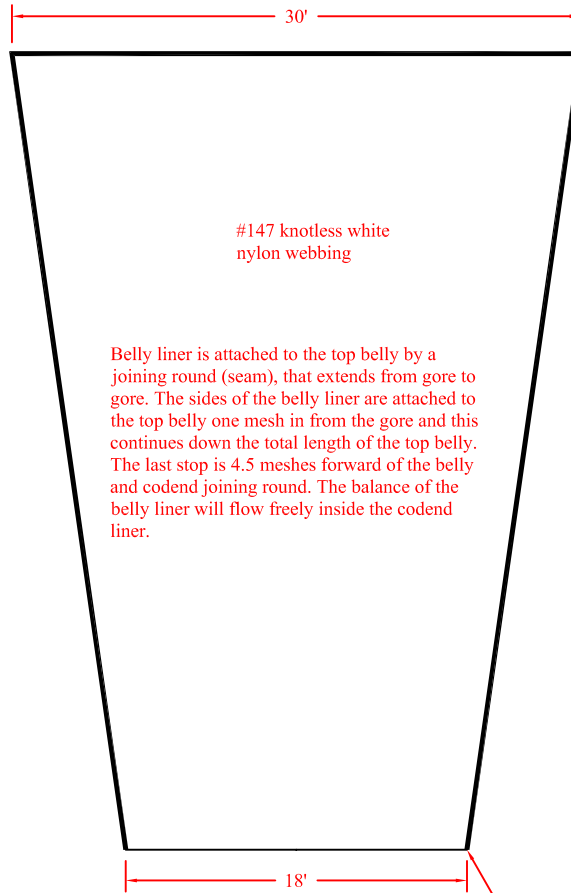 30'
#147 knotless white
nylon webbing
Belly liner is attached to the top belly by a
joining round (seam), that extends from gore to
gore. The sides of the belly liner are attached to
the top belly one mesh in from the gore and this
continues down the total length of the top belly.
The last stop is 4.5 meshes forward of the belly
and codend joining round. The balance of the
belly liner will flow freely inside the codend
liner.
18'